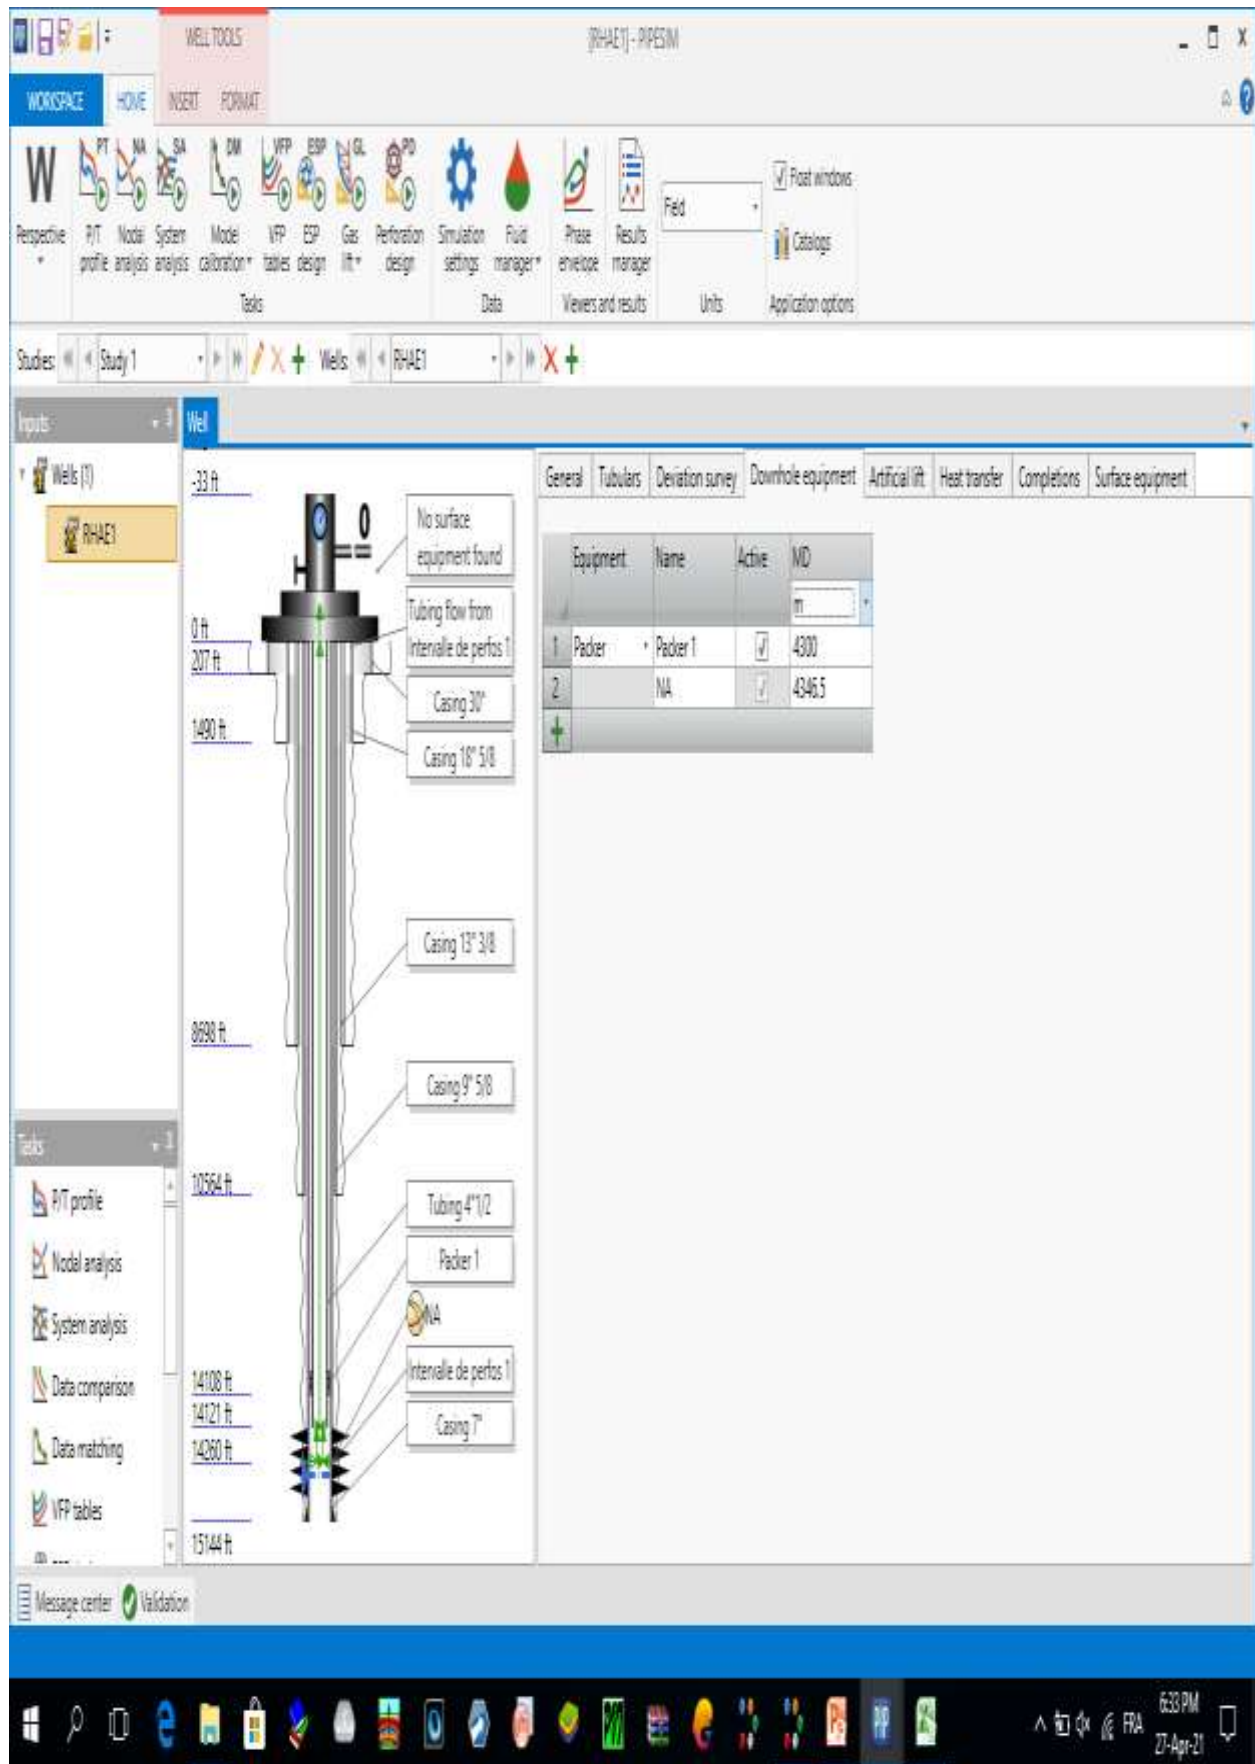 WELL TOOLS
[RHAE1] - PIPESIM
WORKSPACE HOME INSERT FORMAT
W PT NA SA DM VFP ESP GL PD
Perspective P/T profile Nodal analysis System analysis Model calibration VFP tables ESP design Gas lift Perforation design Simulation settings Fluid manager Phase envelope Results manager
Field
Float windows
Catalogs
Tasks Data Viewers and results Units Application options
Studies: Study 1 Wells RHAE1
Inputs
Wells (1)
RHAE1
Well
-33 ft
0 ft
207 ft
1490 ft
8698 ft
10564 ft
14108 ft
14121 ft
14260 ft
15144 ft
No surface
equipment found
Tubing flow from
Intervalle de perfos 1
Casing 30"
Casing 18" 5/8
Casing 13" 3/8
Casing 9" 5/8
Tubing 4"1/2
Packer 1
NA
Intervalle de perfos 1
Casing 7"
General Tubulars Deviation survey Downhole equipment Artificial lift Heat transfer Completions Surface equipment
Equipment Name Active MD
m
1 Packer Packer 1 4300
2 NA 4346.5
Tasks
P/T profile
Nodal analysis
System analysis
Data comparison
Data matching
VFP tables
Message center Validation
FRA
6:33 PM
27-Apr-21